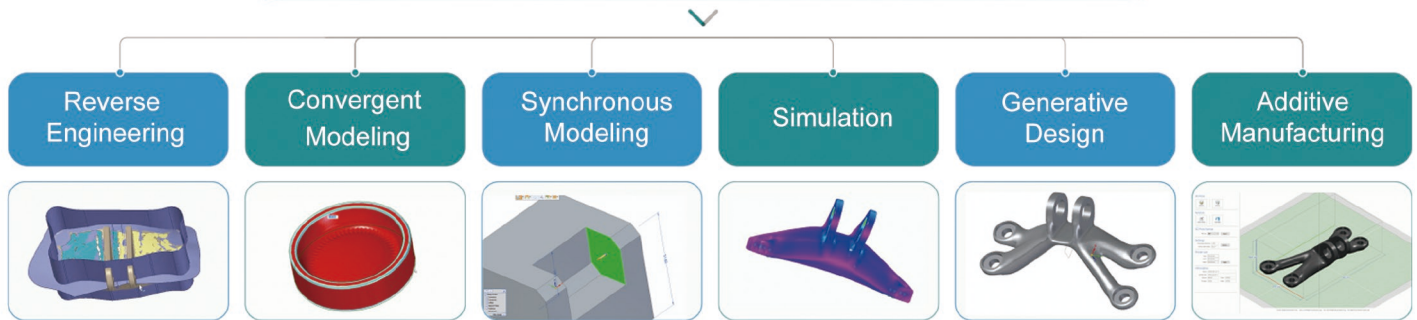 Reverse
Engineering
Convergent
Modeling
Synchronous
Modeling
Simulation
Generative
Design
Additive
Manufacturing